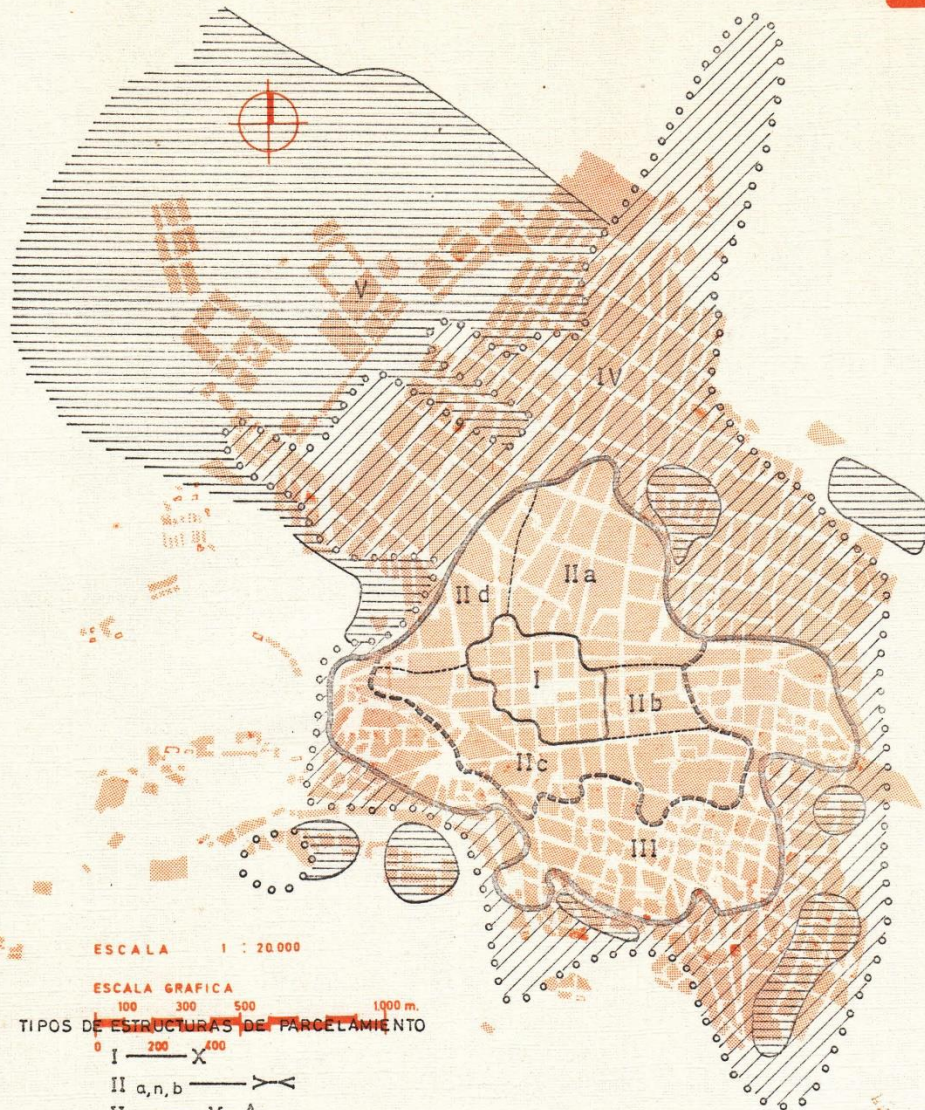 V
IV
II d
II a
I
II b
II c
III
ESCALA 1 : 20.000
ESCALA GRAFICA
100 300 500 1.000 m.
TIPOS DE ESTRUCTURAS DE PARCELAMIENTO
0 200 400
I
II a,n,b